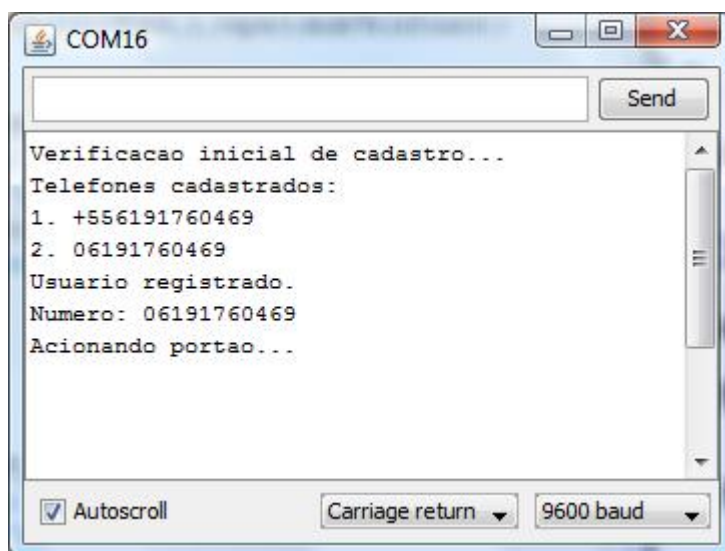 COM16
Send
Verificacao inicial de cadastro...
Telefones cadastrados:
1. +556191760469
2. 06191760469
Usuario registrado.
Numero: 06191760469
Acionando portao...
Autoscroll
Carriage return
9600 baud